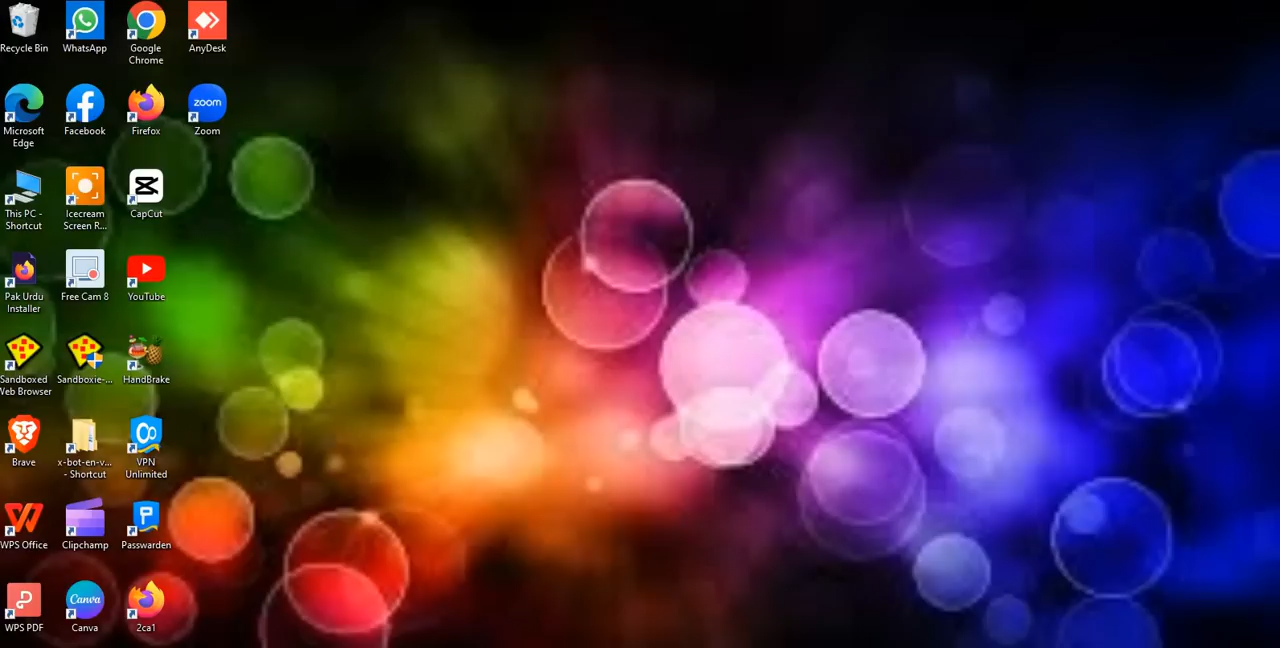 Recycle Bin
WhatsApp
Google
Chrome
AnyDesk
zoom
Microsoft
Edge
Facebook
Firefox
Zoom
This PC -
Shortcut
Icecream
Screen R...
CapCut
Pak Urdu
Installer
Free Cam 8
YouTube
Sandboxed
Web Browser
Sandboxie-...
HandBrake
Brave
x-bot-en-v...
- Shortcut
VPN
Unlimited
WPS Office
Clipchamp
Passwarden
Canva
WPS PDF
Canva
2ca1